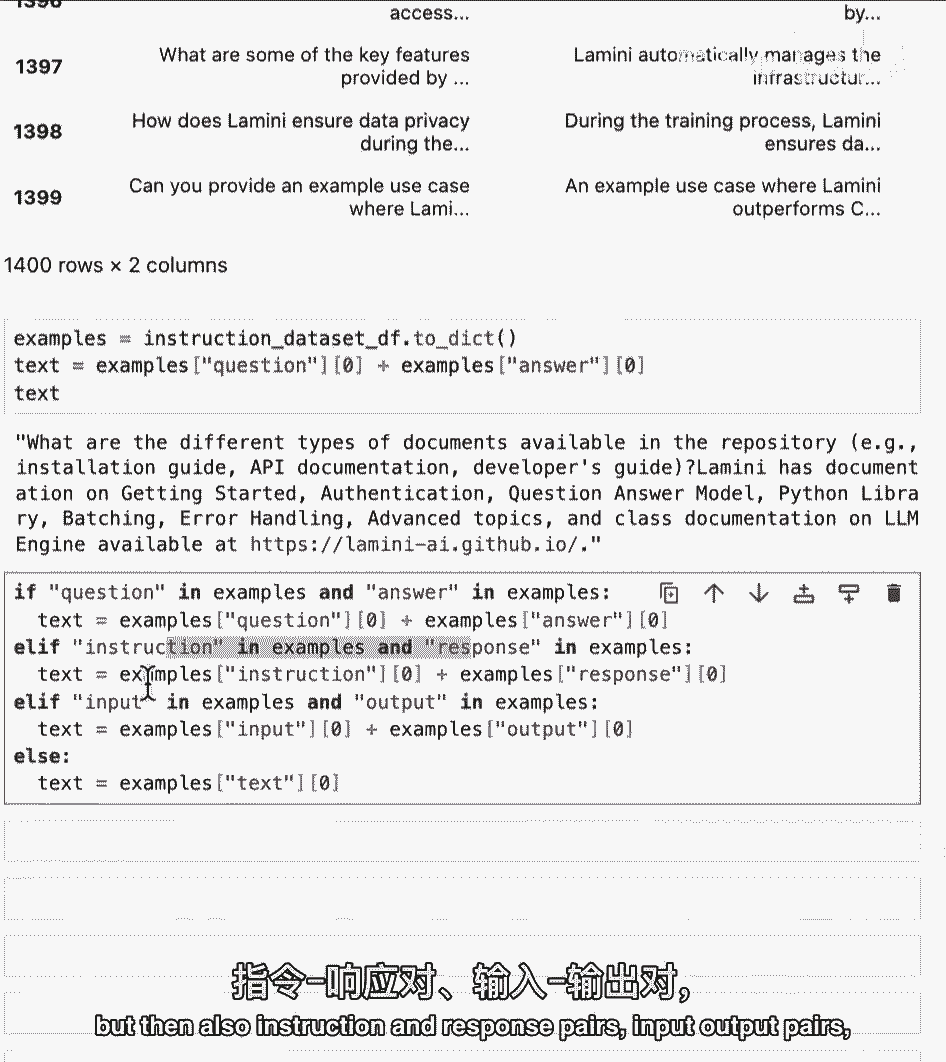 1396 access... by...
1397 What are some of the key features Lamini automatically manages the
provided by ... infrastructur...
1398 How does Lamini ensure data privacy During the training process, Lamini
during the... ensures da...
1399 Can you provide an example use case An example use case where Lamini
where Lami... outperforms C...
1400 rows × 2 columns
examples = instruction_dataset_df.to_dict()
text = examples["question"][0] + examples["answer"][0]
text
"What are the different types of documents available in the repository (e.g.,
installation guide, API documentation, developer's guide)?Lamini has document
ation on Getting Started, Authentication, Question Answer Model, Python Libra
ry, Batching, Error Handling, Advanced topics, and class documentation on LLM
Engine available at https://lamini-ai.github.io/."
if "question" in examples and "answer" in examples:
  text = examples["question"][0] + examples["answer"][0]
elif "instruction" in examples and "response" in examples:
  text = examples["instruction"][0] + examples["response"][0]
elif "input" in examples and "output" in examples:
  text = examples["input"][0] + examples["output"][0]
else:
  text = examples["text"][0]
指令-响应对、输入-输出对，
but then also instruction and response pairs, input output pairs,